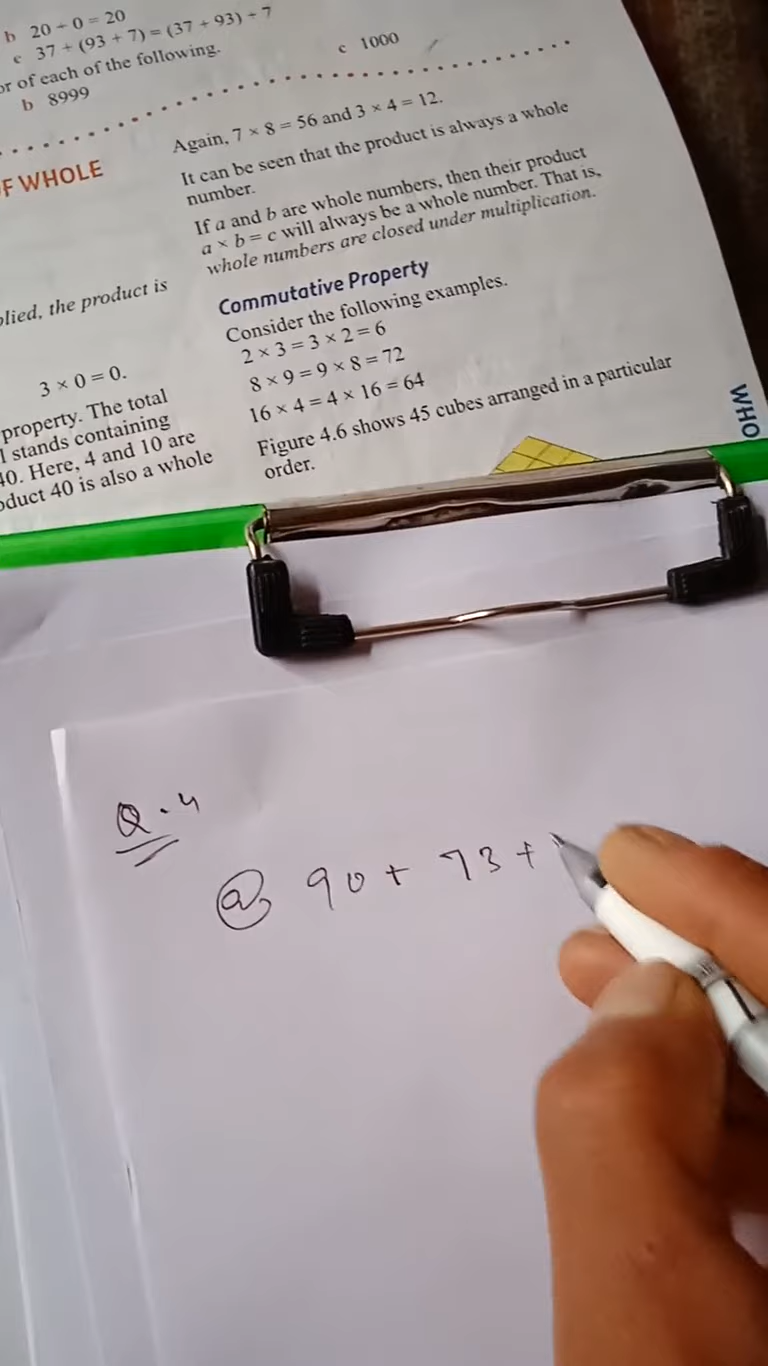 b 20 ÷ 0 = 20
c 37 + (93 + 7) = (37 + 93) + 7
or of each of the following.
b 8999
c 1000
F WHOLE
plied, the product is
3 × 0 = 0.
property. The total
l stands containing
40. Here, 4 and 10 are
oduct 40 is also a whole
Again, 7 × 8 = 56 and 3 × 4 = 12.
It can be seen that the product is always a whole
number.
If a and b are whole numbers, then their product
a × b = c will always be a whole number. That is,
whole numbers are closed under multiplication.
Commutative Property
Consider the following examples.
2 × 3 = 3 × 2 = 6
8 × 9 = 9 × 8 = 72
16 × 4 = 4 × 16 = 64
Figure 4.6 shows 45 cubes arranged in a particular
order.
WHO
Q.4
a 90 + 73 +